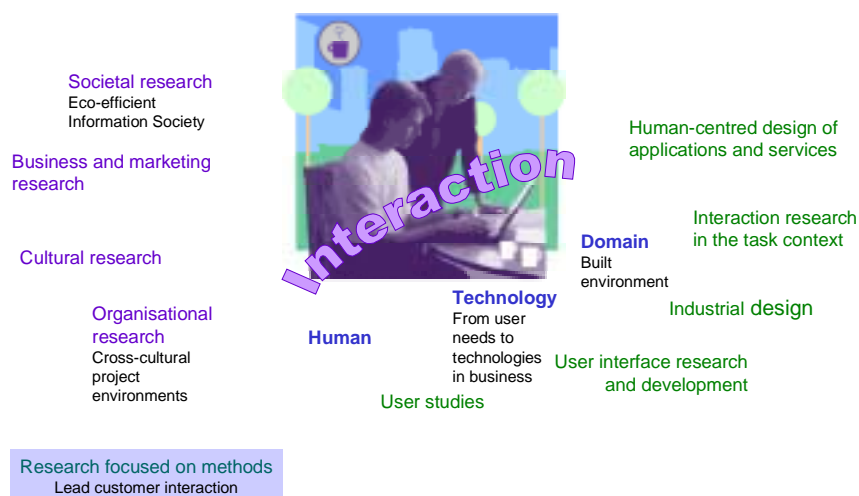 Societal research
Eco-efficient
Information Society
Business and marketing
research
Cultural research
Organisational
research
Cross-cultural
project
environments
Interaction
Human
Technology
From user
needs to
technologies
in business
Domain
Built
environment
Human-centred design of
applications and services
Interaction research
in the task context
Industrial design
User interface research
and development
User studies
Research focused on methods
Lead customer interaction